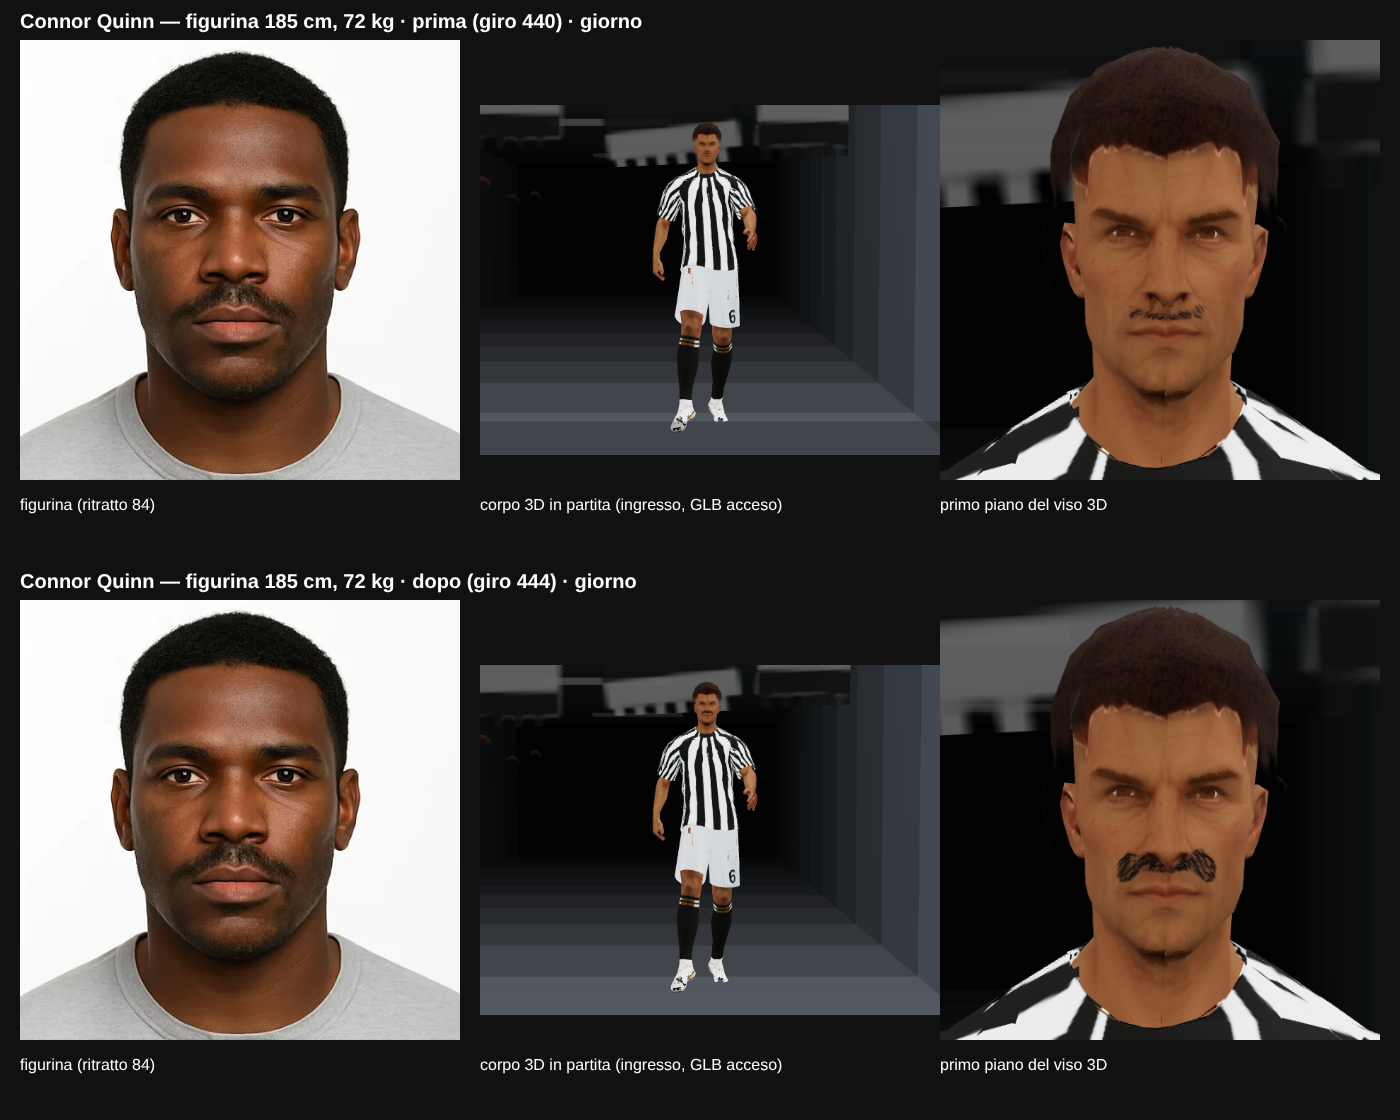 Connor Quinn — figurina 185 cm, 72 kg · prima (giro 440) · giorno
6
figurina (ritratto 84)
corpo 3D in partita (ingresso, GLB acceso)
primo piano del viso 3D
Connor Quinn — figurina 185 cm, 72 kg · dopo (giro 444) · giorno
6
figurina (ritratto 84)
corpo 3D in partita (ingresso, GLB acceso)
primo piano del viso 3D